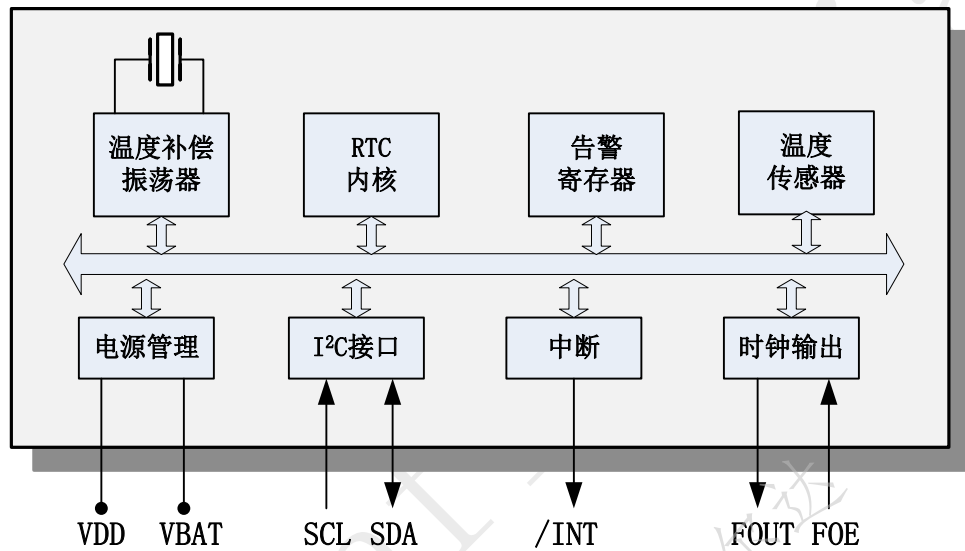 温度补偿
振荡器
RTC
内核
告警
寄存器
温度
传感器
电源管理
I²C接口
中断
时钟输出
VDD VBAT SCL SDA /INT FOUT FOE